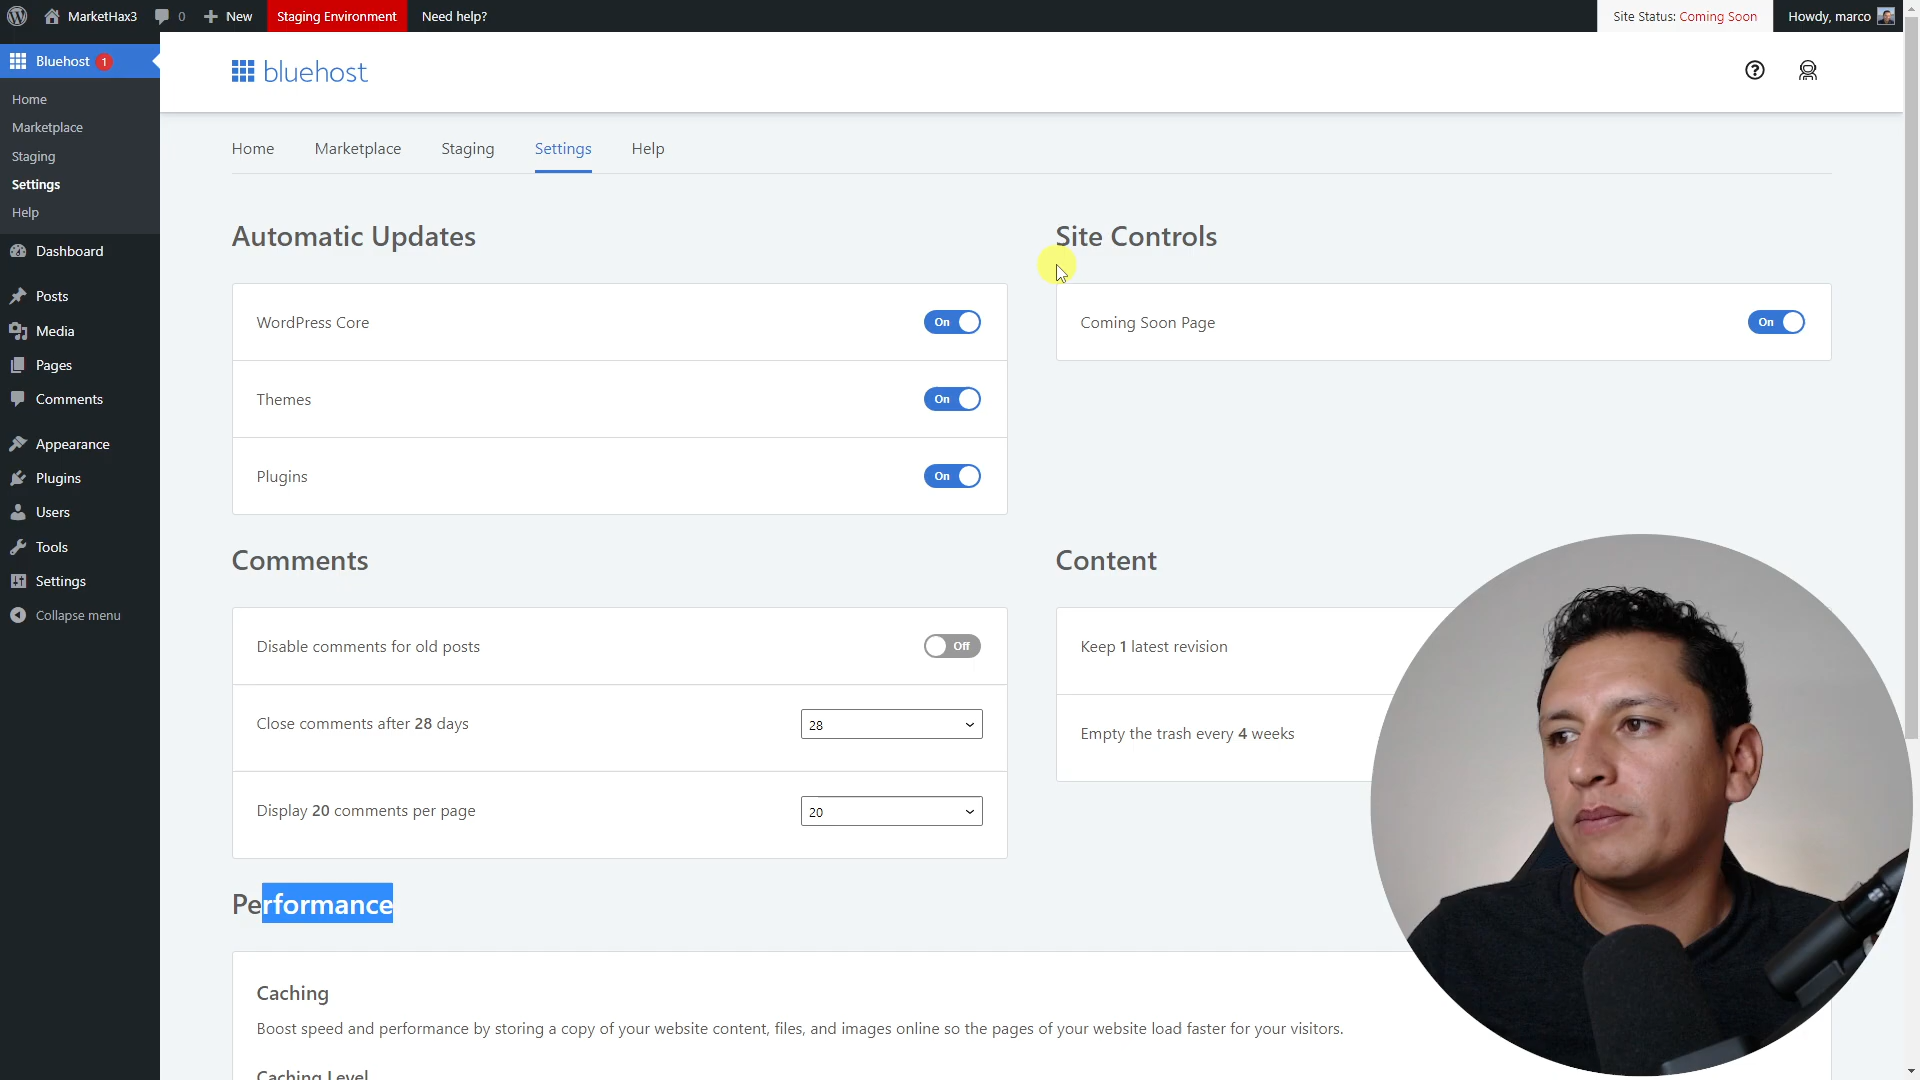 MarketHax3
0
New
Staging Environment
Need help?
Site Status: Coming Soon
Howdy, marco
Bluehost 1
Home
Marketplace
Staging
Settings
Help
Dashboard
Posts
Media
Pages
Comments
Appearance
Plugins
Users
Tools
Settings
Collapse menu
bluehost
Home Marketplace Staging Settings Help
Automatic Updates
WordPress Core On
Themes On
Plugins On
Site Controls
Coming Soon Page On
Comments
Disable comments for old posts Off
Close comments after 28 days 28
Display 20 comments per page 20
Content
Keep 1 latest revision
Empty the trash every 4 weeks
Performance
Caching
Boost speed and performance by storing a copy of your website content, files, and images online so the pages of your website load faster for your visitors.
Caching Level